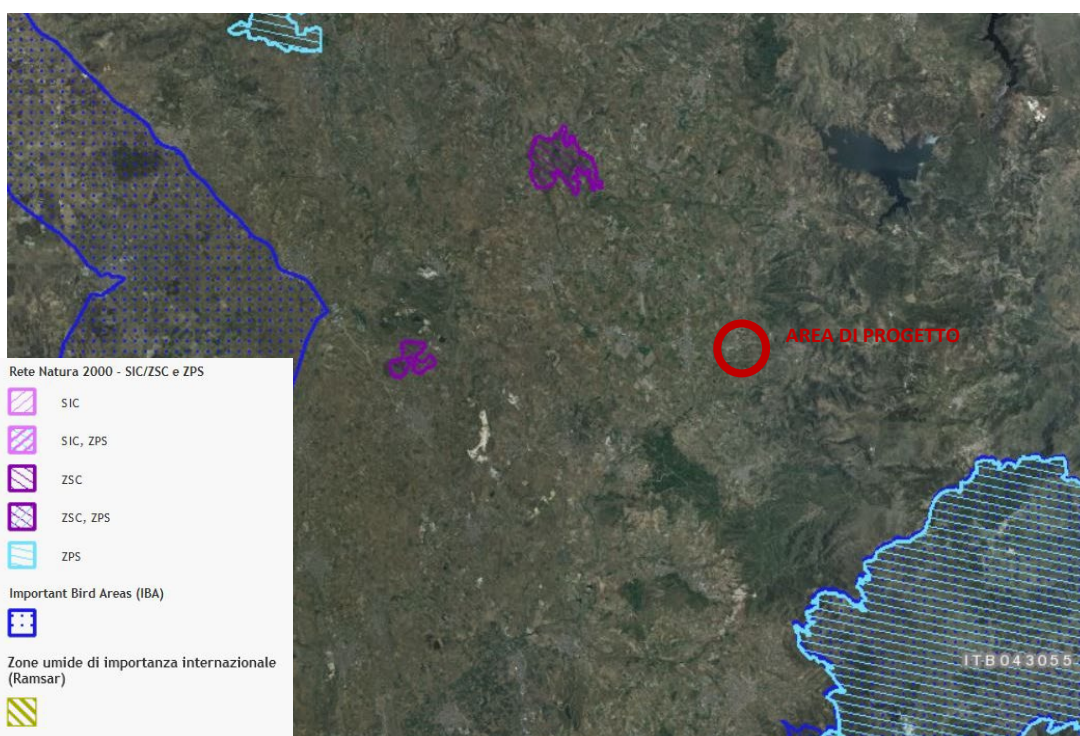 AREA DI PROGETTO
Rete Natura 2000 - SIC/ZSC e ZPS
SIC
SIC, ZPS
ZSC
ZSC, ZPS
ZPS
Important Bird Areas (IBA)
Zone umide di importanza internazionale
(Ramsar)
ITB043055